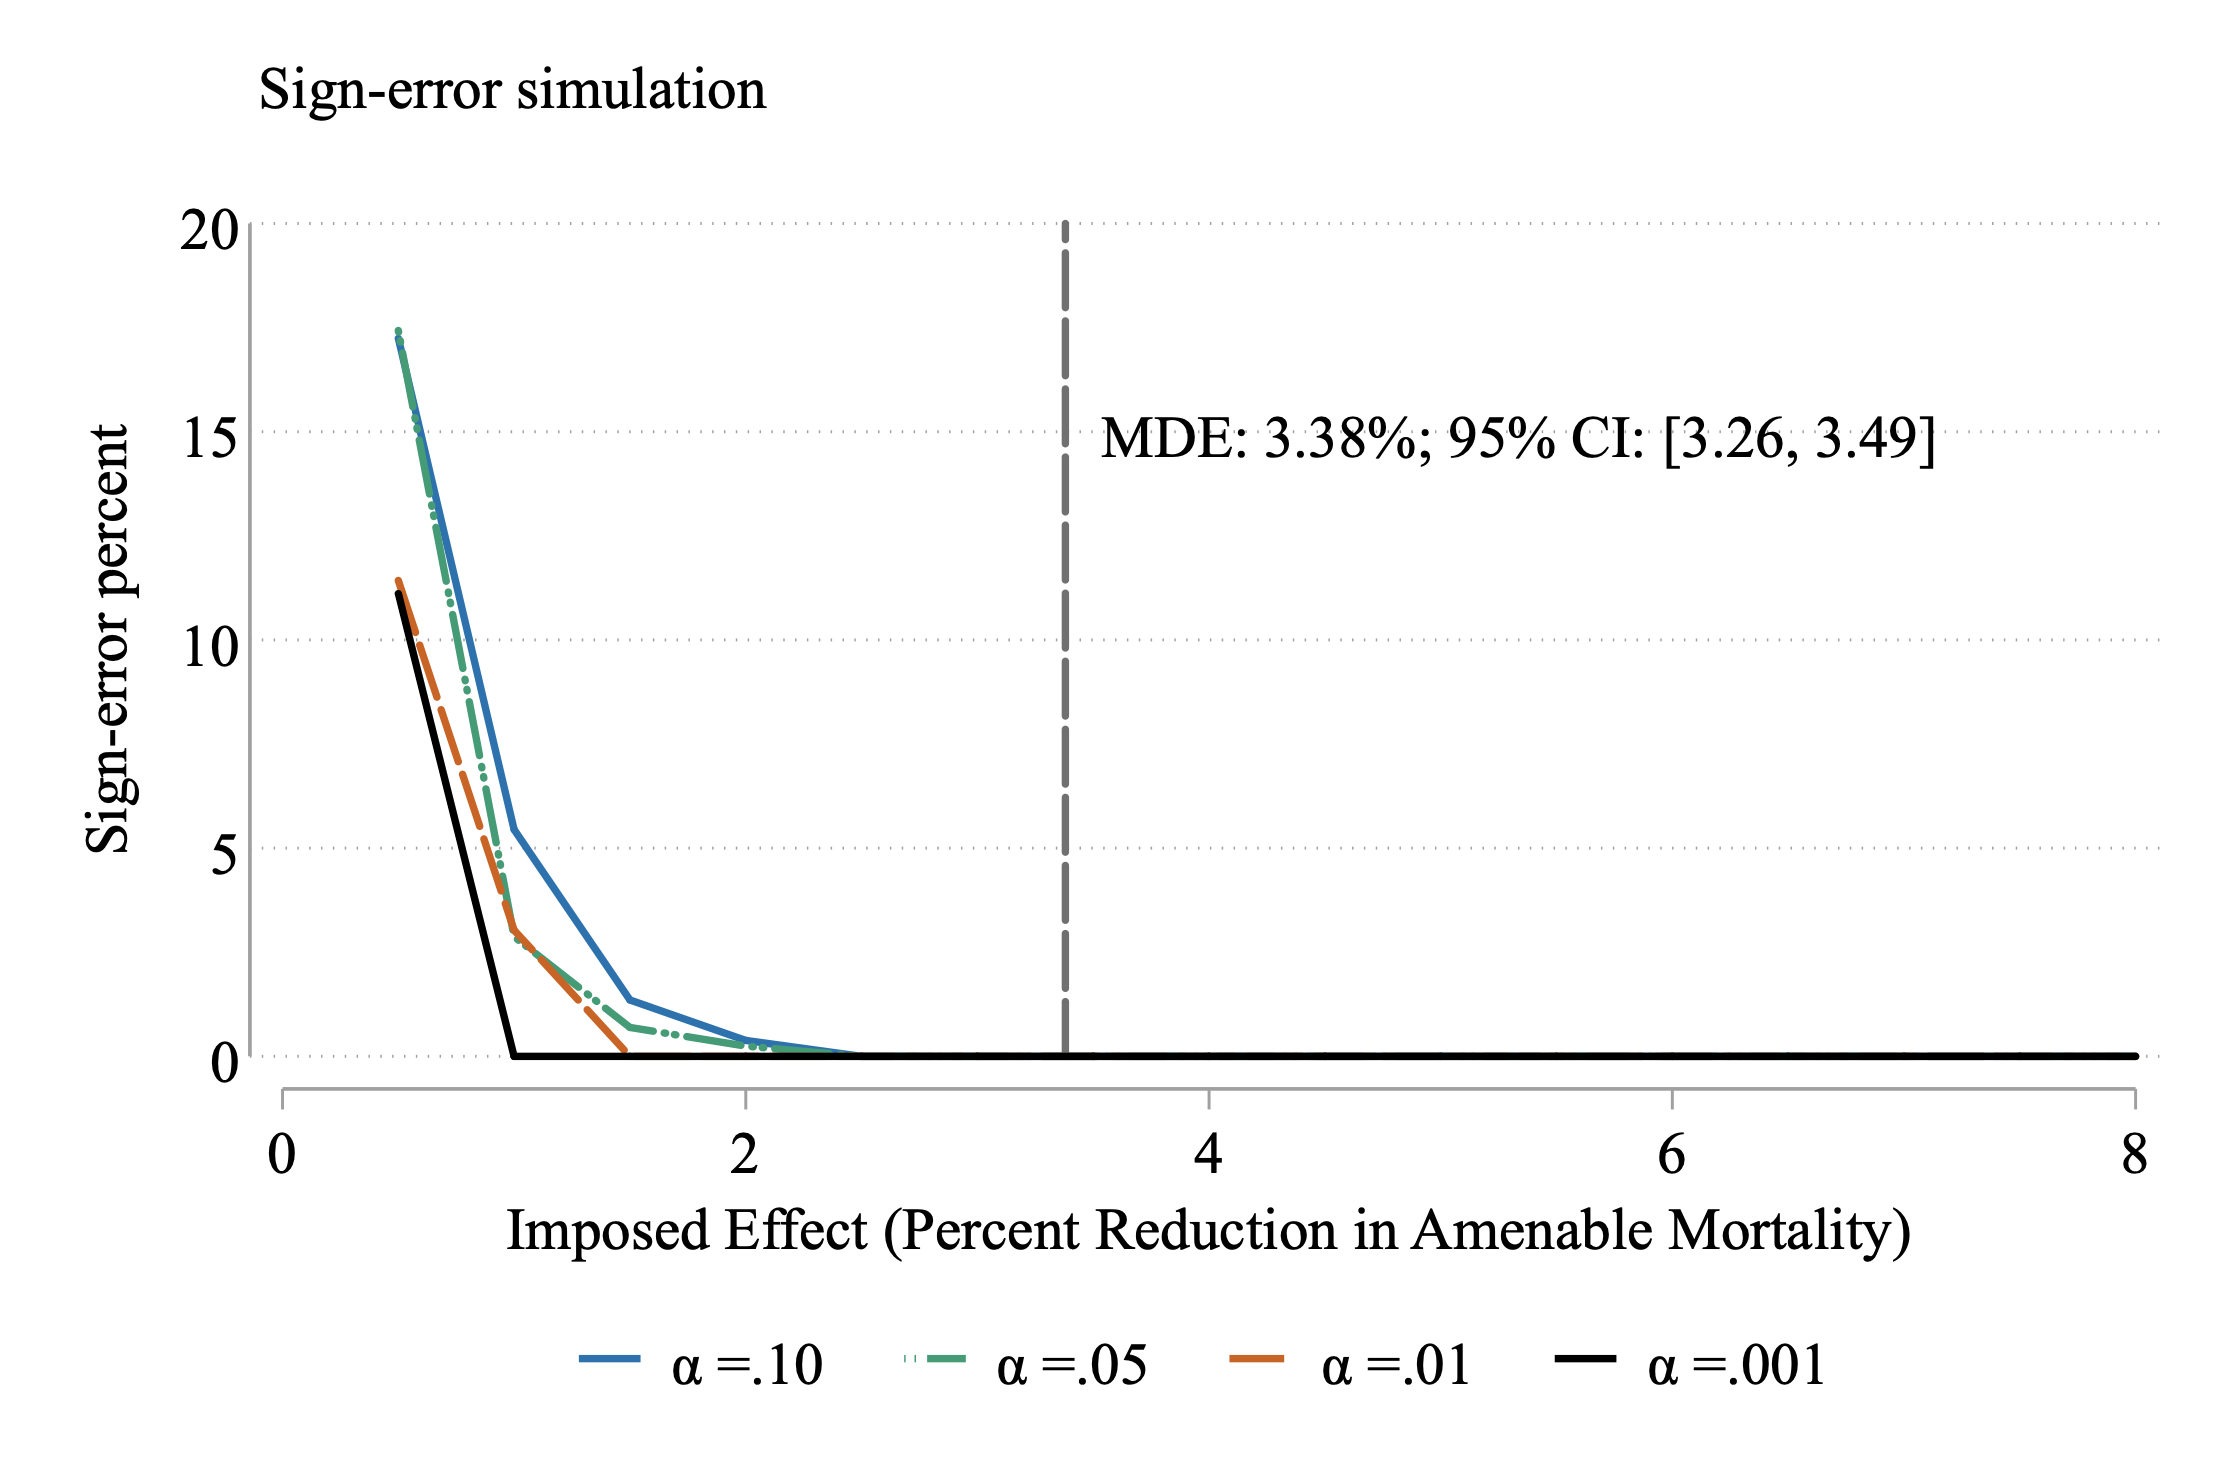 Sign-error simulation
20
15
10
5
0
Sign-error percent
MDE: 3.38%; 95% CI: [3.26, 3.49]
0 2 4 6 8
Imposed Effect (Percent Reduction in Amenable Mortality)
α =.10 α =.05 α =.01 α =.001